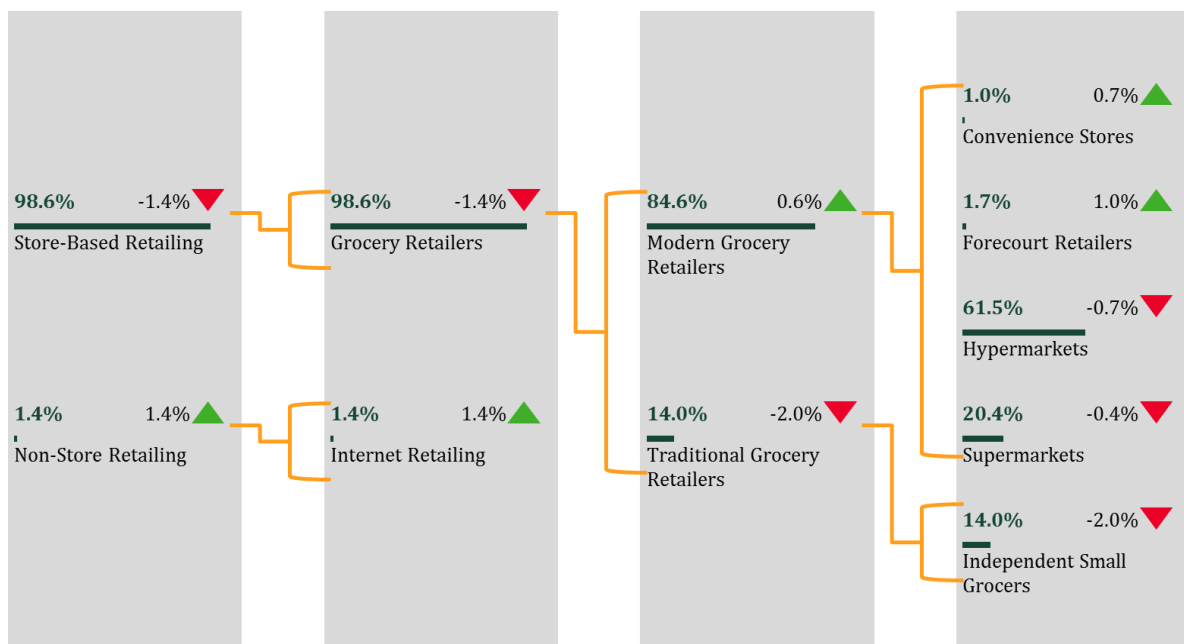 98.6% -1.4%
Store-Based Retailing
1.4% 1.4%
Non-Store Retailing
98.6% -1.4%
Grocery Retailers
1.4% 1.4%
Internet Retailing
84.6% 0.6%
Modern Grocery
Retailers
14.0% -2.0%
Traditional Grocery
Retailers
1.0% 0.7%
Convenience Stores
1.7% 1.0%
Forecourt Retailers
61.5% -0.7%
Hypermarkets
20.4% -0.4%
Supermarkets
14.0% -2.0%
Independent Small
Grocers